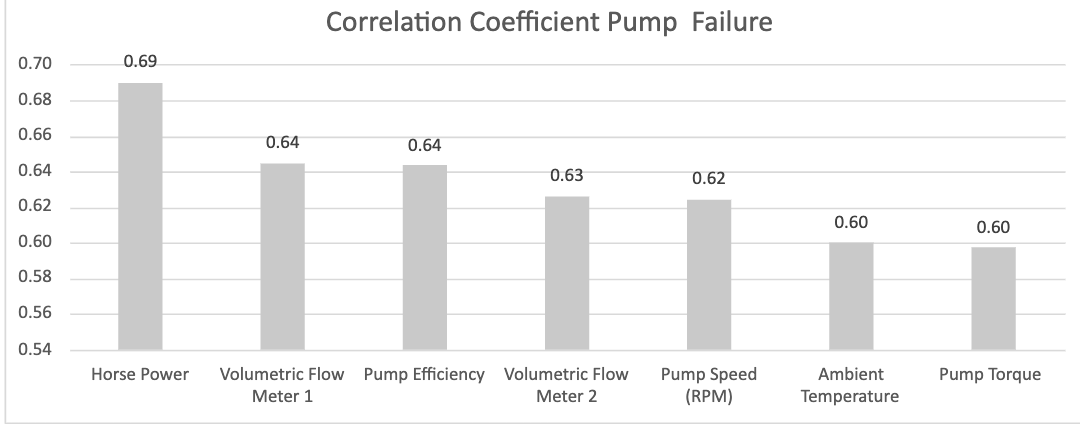 Correlation Coefficient Pump  Failure
0.70
0.68
0.66
0.64
0.62
0.60
0.58
0.56
0.54
0.69
0.64
0.64
0.63
0.62
0.60
0.60
Horse Power
Volumetric Flow
Meter 1
Pump Efficiency
Volumetric Flow
Meter 2
Pump Speed
(RPM)
Ambient
Temperature
Pump Torque